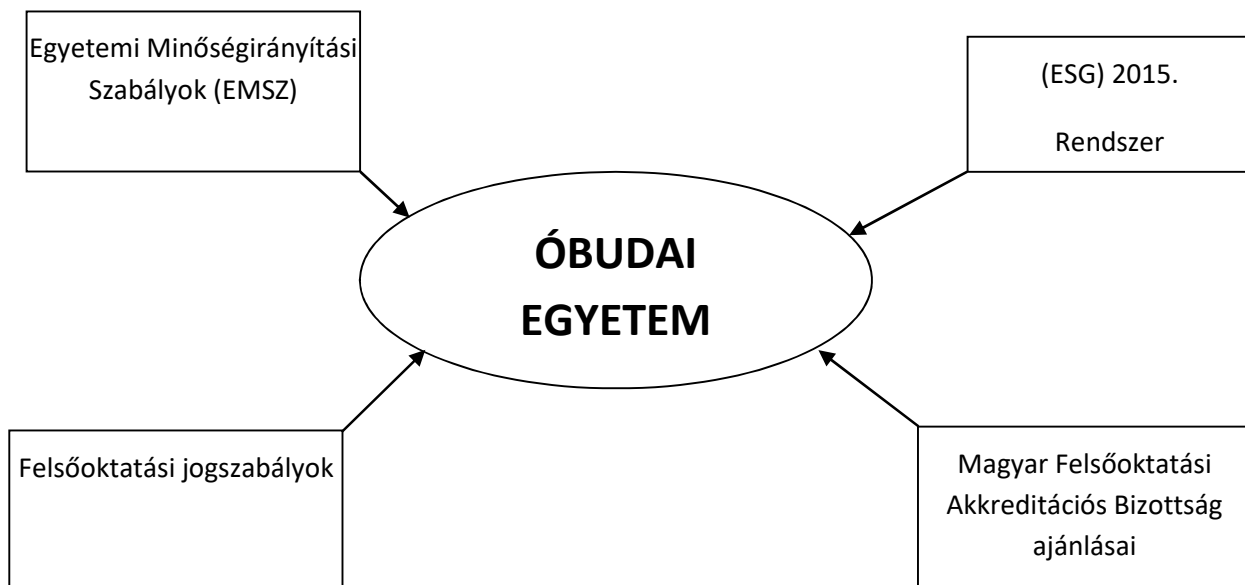 Egyetemi Minőségirányítási
Szabályok (EMSZ)
(ESG) 2015.
Rendszer
ÓBUDAI
EGYETEM
Felsőoktatási jogszabályok
Magyar Felsőoktatási
Akkreditációs Bizottság
ajánlásai